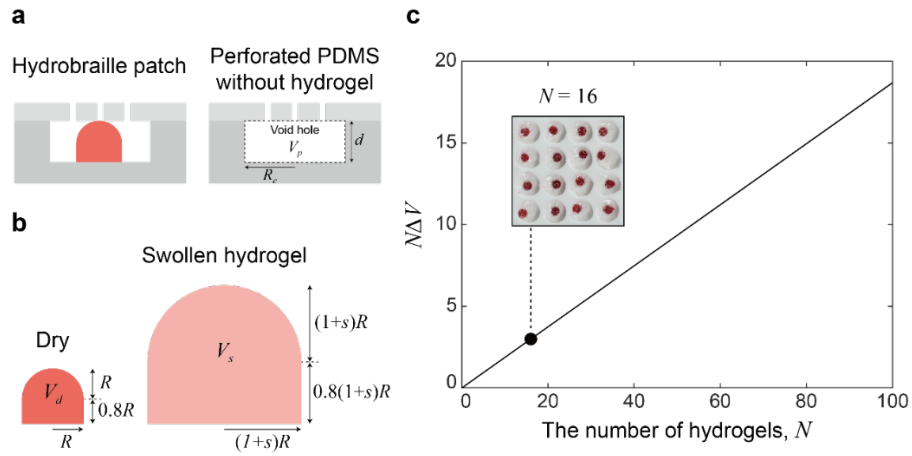 a
Hydrobraille patch
Perforated PDMS
without hydrogel
Void hole
V_p
d
R_c
b
Swollen hydrogel
Dry
V_d
R
0.8R
R
V_s
(1+s)R
0.8(1+s)R
(1+s)R
c
N = 16
20
15
10
5
0
NΔV
0 20 40 60 80 100
The number of hydrogels, N